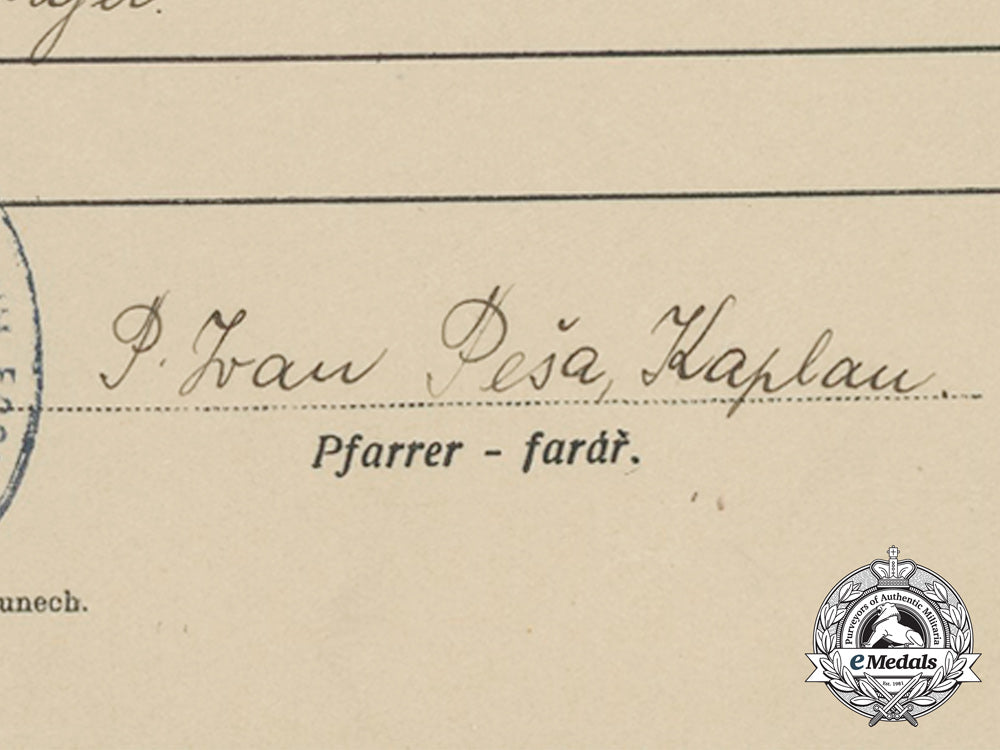 P. Ivan Peša, Kaplan.
Pfarrer - farář.
unech.
Purveyors of Authentic Militaria
eMedals
Est. 1981